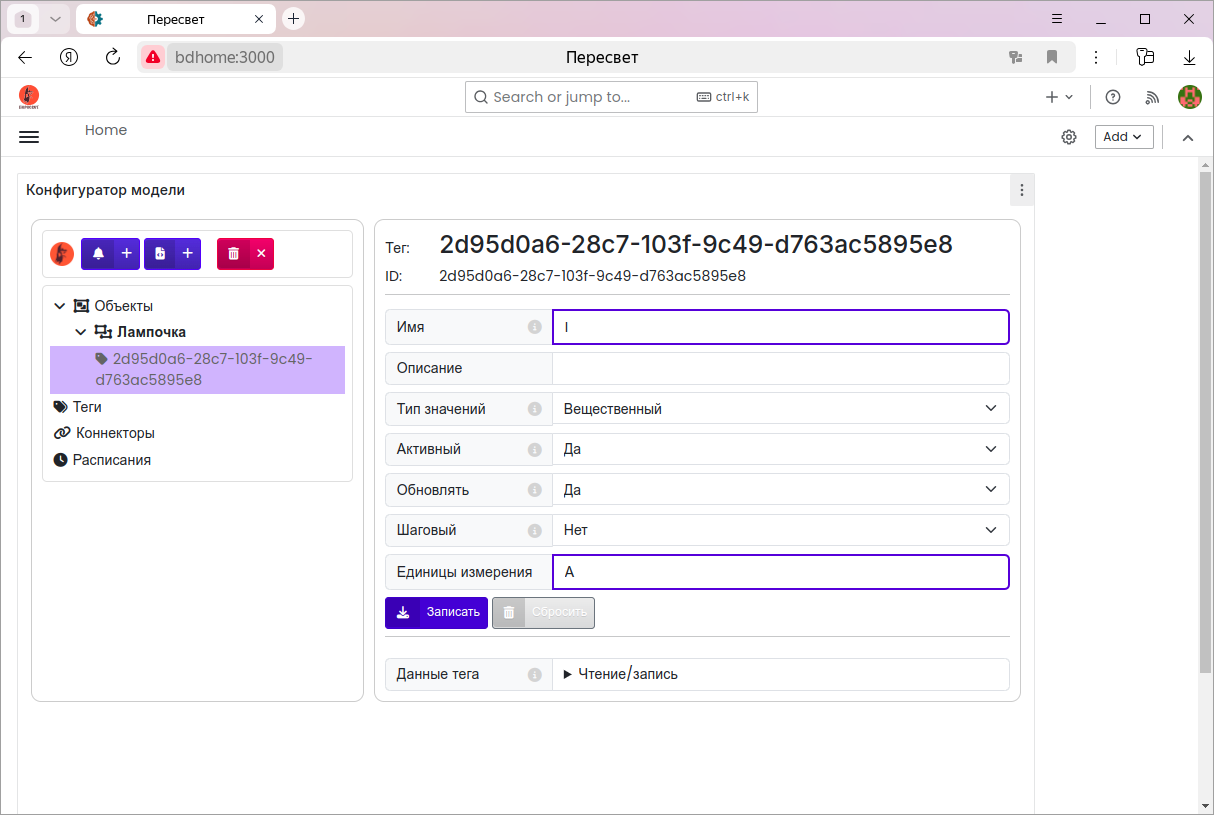 1
Пересвет
Я
bdhome:3000
Пересвет
Search or jump to...
ctrl+k
Home
Add
Конфигуратор модели
Объекты
Лампочка
2d95d0a6-28c7-103f-9c49-
d763ac5895e8
Теги
Коннекторы
Расписания
Тег: 2d95d0a6-28c7-103f-9c49-d763ac5895e8
ID: 2d95d0a6-28c7-103f-9c49-d763ac5895e8
Имя I
Описание
Тип значений Вещественный
Активный Да
Обновлять Да
Шаговый Нет
Единицы измерения А
Записать Сбросить
Данные тега Чтение/запись